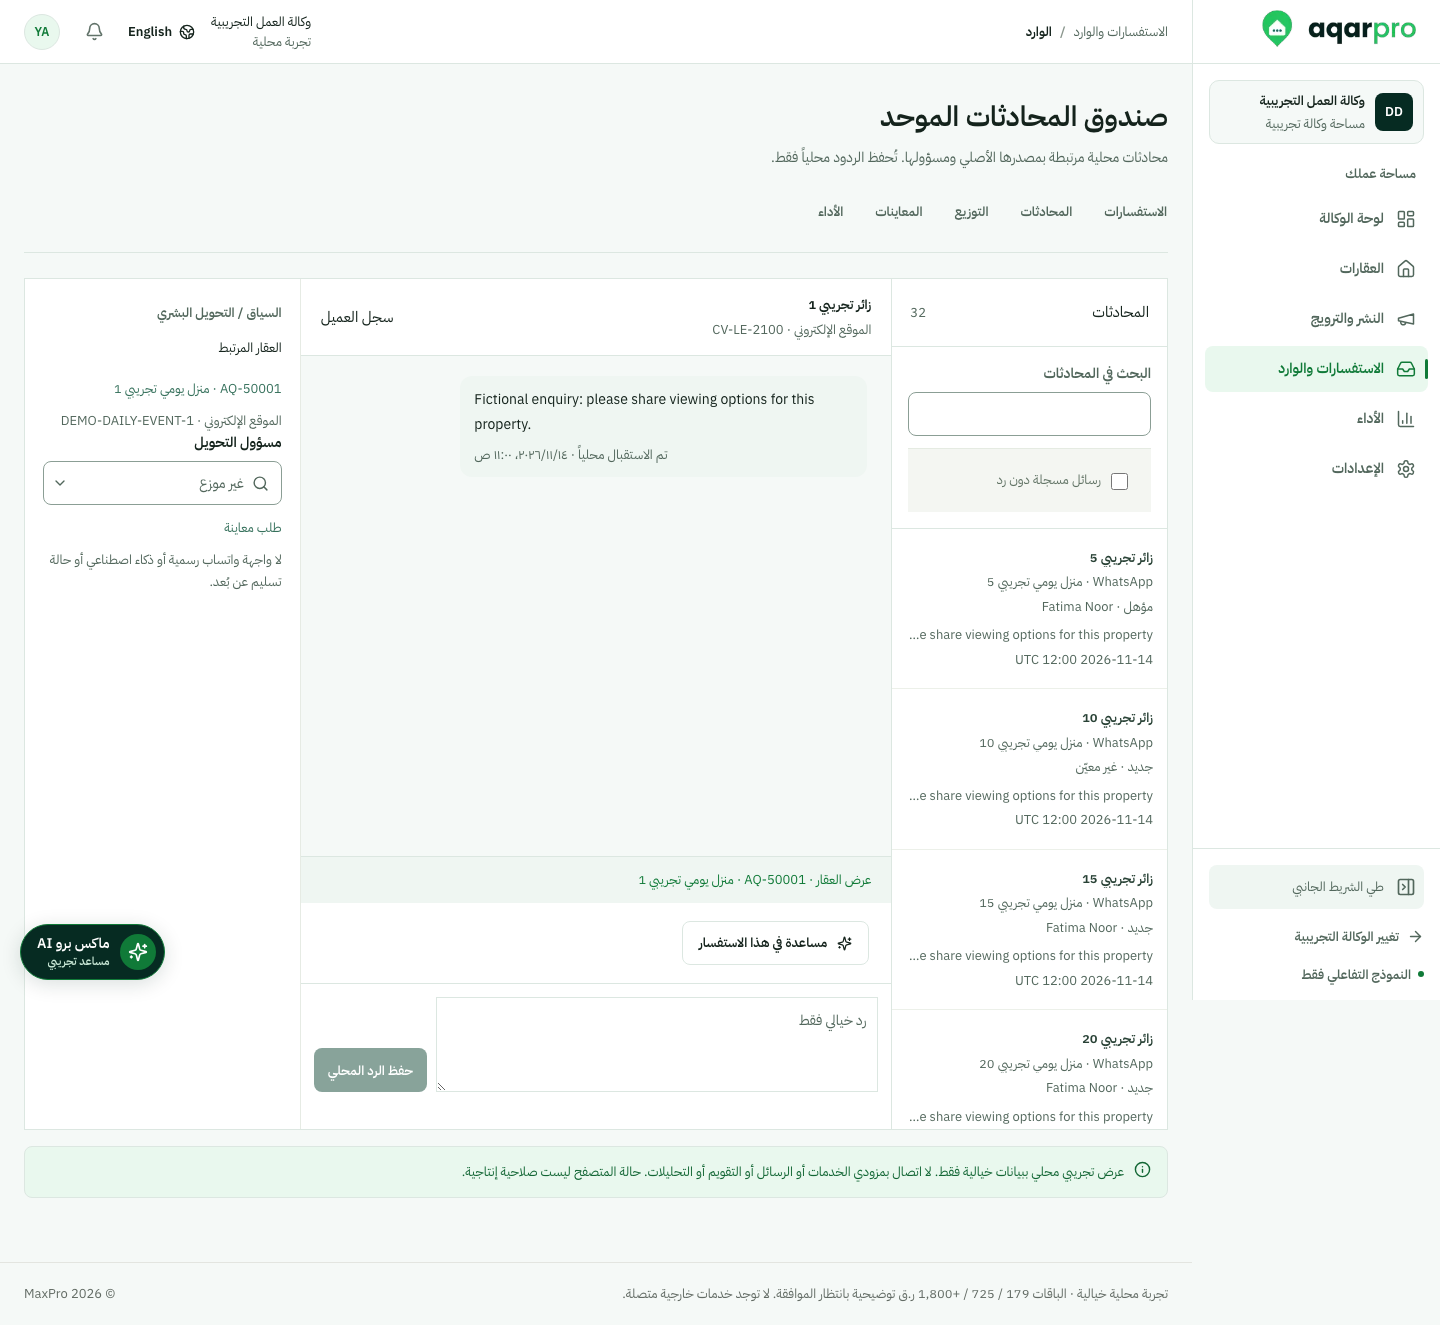 aqarpro
الاستفسارات والوارد / الوارد
وكالة العمل التجريبية
تجربة محلية
English
YA
DD
وكالة العمل التجريبية
مساحة وكالة تجريبية
مساحة عملك
لوحة الوكالة
العقارات
النشر والترويج
الاستفسارات والوارد
الأداء
الإعدادات
طي الشريط الجانبي
تغيير الوكالة التجريبية
النموذج التفاعلي فقط
صندوق المحادثات الموحد
محادثات محلية مرتبطة بمصدرها الأصلي ومسؤولها. تُحفظ الردود محلياً فقط.
الاستفسارات
المحادثات
التوزيع
المعاينات
الأداء
المحادثات
32
البحث في المحادثات
رسائل مسجلة دون رد
زائر تجريبي 5
WhatsApp · منزل يومي تجريبي 5
مؤهل · Fatima Noor
...e share viewing options for this property
UTC 12:00 2026-11-14
زائر تجريبي 10
WhatsApp · منزل يومي تجريبي 10
جديد · غير معيّن
...e share viewing options for this property
UTC 12:00 2026-11-14
زائر تجريبي 15
WhatsApp · منزل يومي تجريبي 15
جديد · Fatima Noor
...e share viewing options for this property
UTC 12:00 2026-11-14
زائر تجريبي 20
WhatsApp · منزل يومي تجريبي 20
جديد · Fatima Noor
...e share viewing options for this property
زائر تجريبي 1
الموقع الإلكتروني · CV-LE-2100
سجل العميل
Fictional enquiry: please share viewing options for this
property.
تم الاستقبال محلياً · ٢٠٢٦/١١/١٤، ١١:٠٠ ص
عرض العقار · AQ-50001 · منزل يومي تجريبي 1
مساعدة في هذا الاستفسار
رد خيالي فقط
حفظ الرد المحلي
السياق / التحويل البشري
العقار المرتبط
AQ-50001 · منزل يومي تجريبي 1
الموقع الإلكتروني · DEMO-DAILY-EVENT-1
مسؤول التحويل
غير موزع
طلب معاينة
لا واجهة واتساب رسمية أو ذكاء اصطناعي أو حالة
تسليم عن بُعد.
ماكس برو AI
مساعد تجريبي
عرض تجريبي محلي ببيانات خيالية فقط. لا اتصال بمزودي الخدمات أو الرسائل أو التقويم أو التحليلات. حالة المتصفح ليست صلاحية إنتاجية.
تجربة محلية خيالية · الباقات 179 / 725 / +1,800 ر.ق توضيحية بانتظار الموافقة. لا توجد خدمات خارجية متصلة.
MaxPro 2026 ©